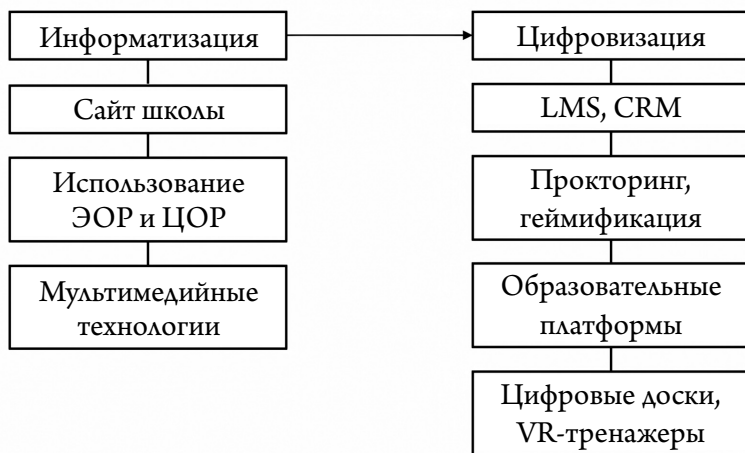 Информатизация
Сайт школы
Использование
ЭОР и ЦОР
Мультимедийные
технологии
Цифровизация
LMS, CRM
Прокторинг,
геймификация
Образовательные
платформы
Цифровые доски,
VR-тренажеры